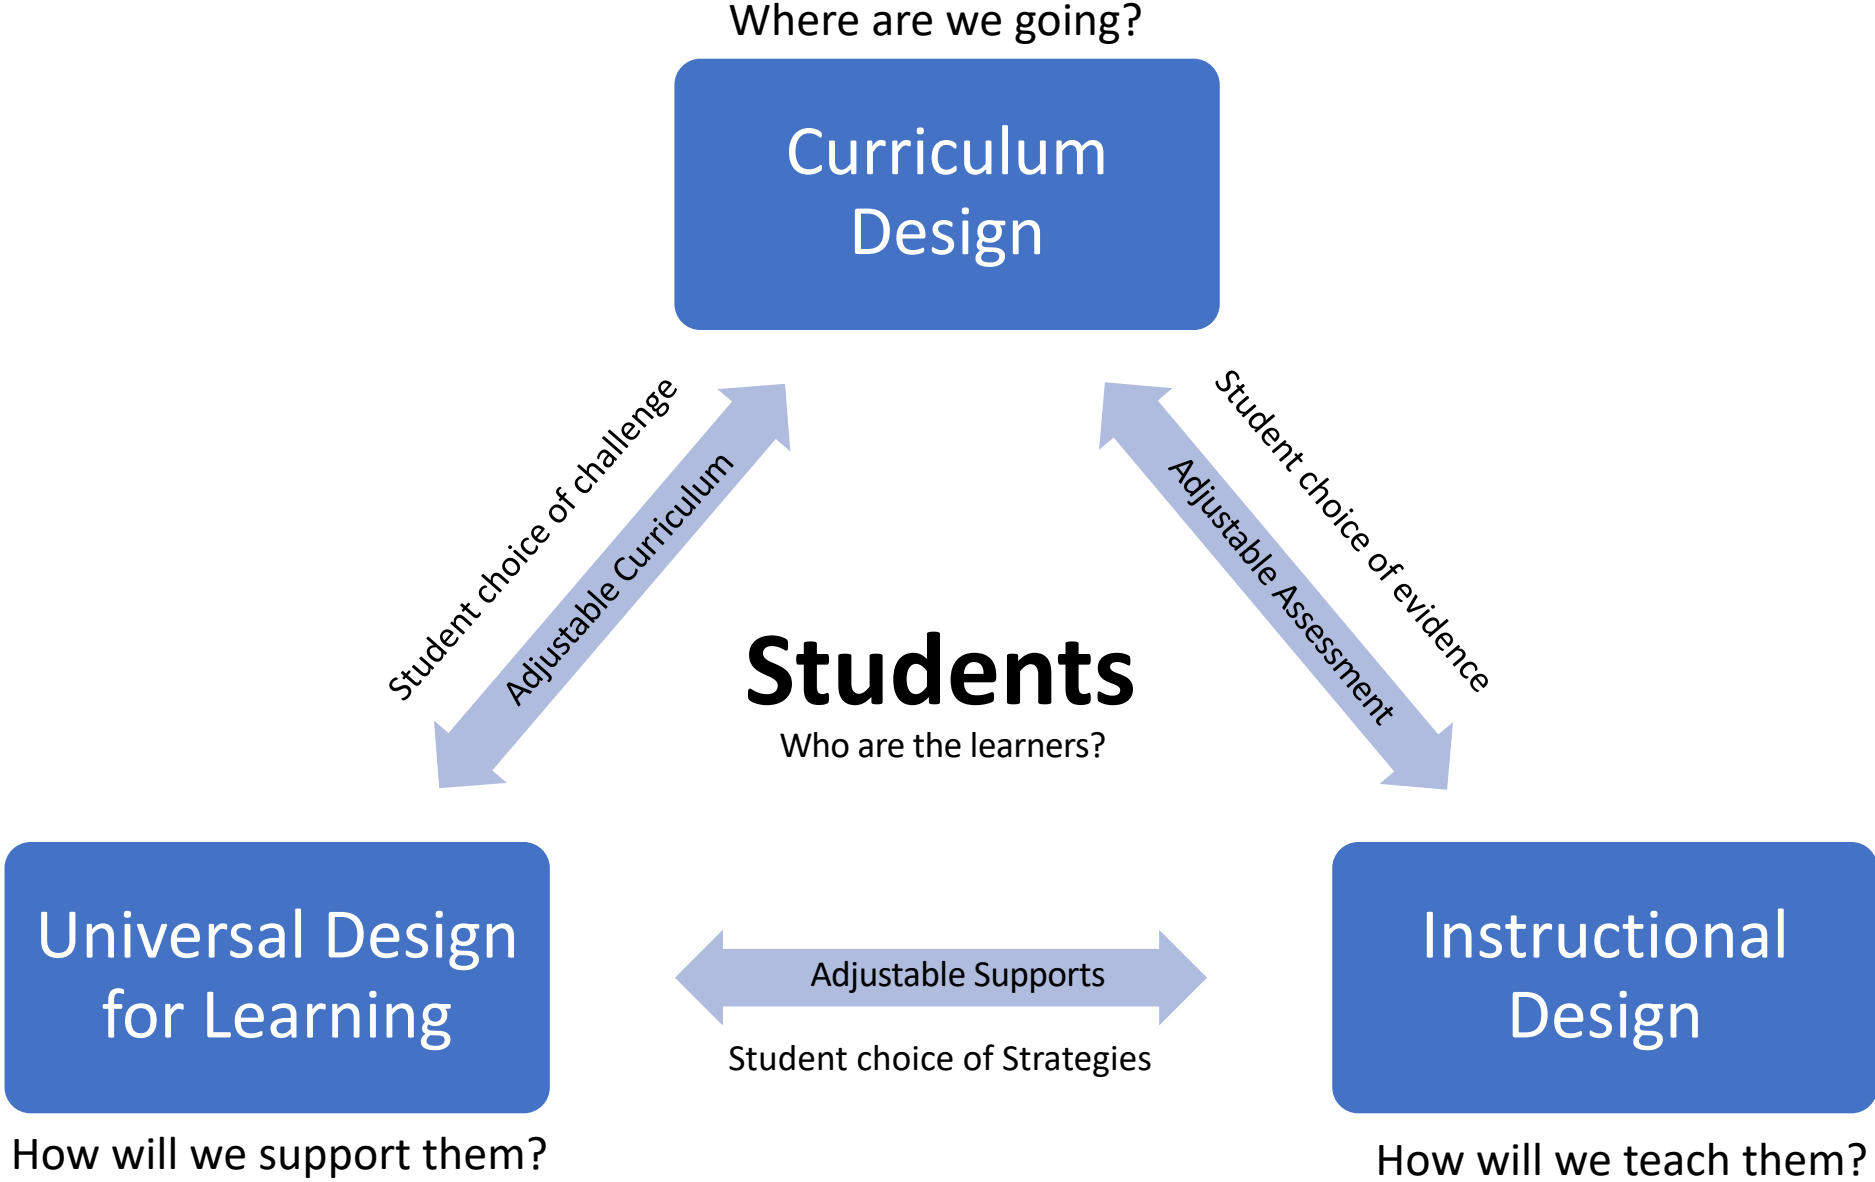 Where are we going?
Curriculum
Design
Student choice of challenge
Adjustable Curriculum
Student choice of evidence
Adjustable Assessment
Students
Who are the learners?
Universal Design
for Learning
Adjustable Supports
Student choice of Strategies
Instructional
Design
How will we support them?
How will we teach them?